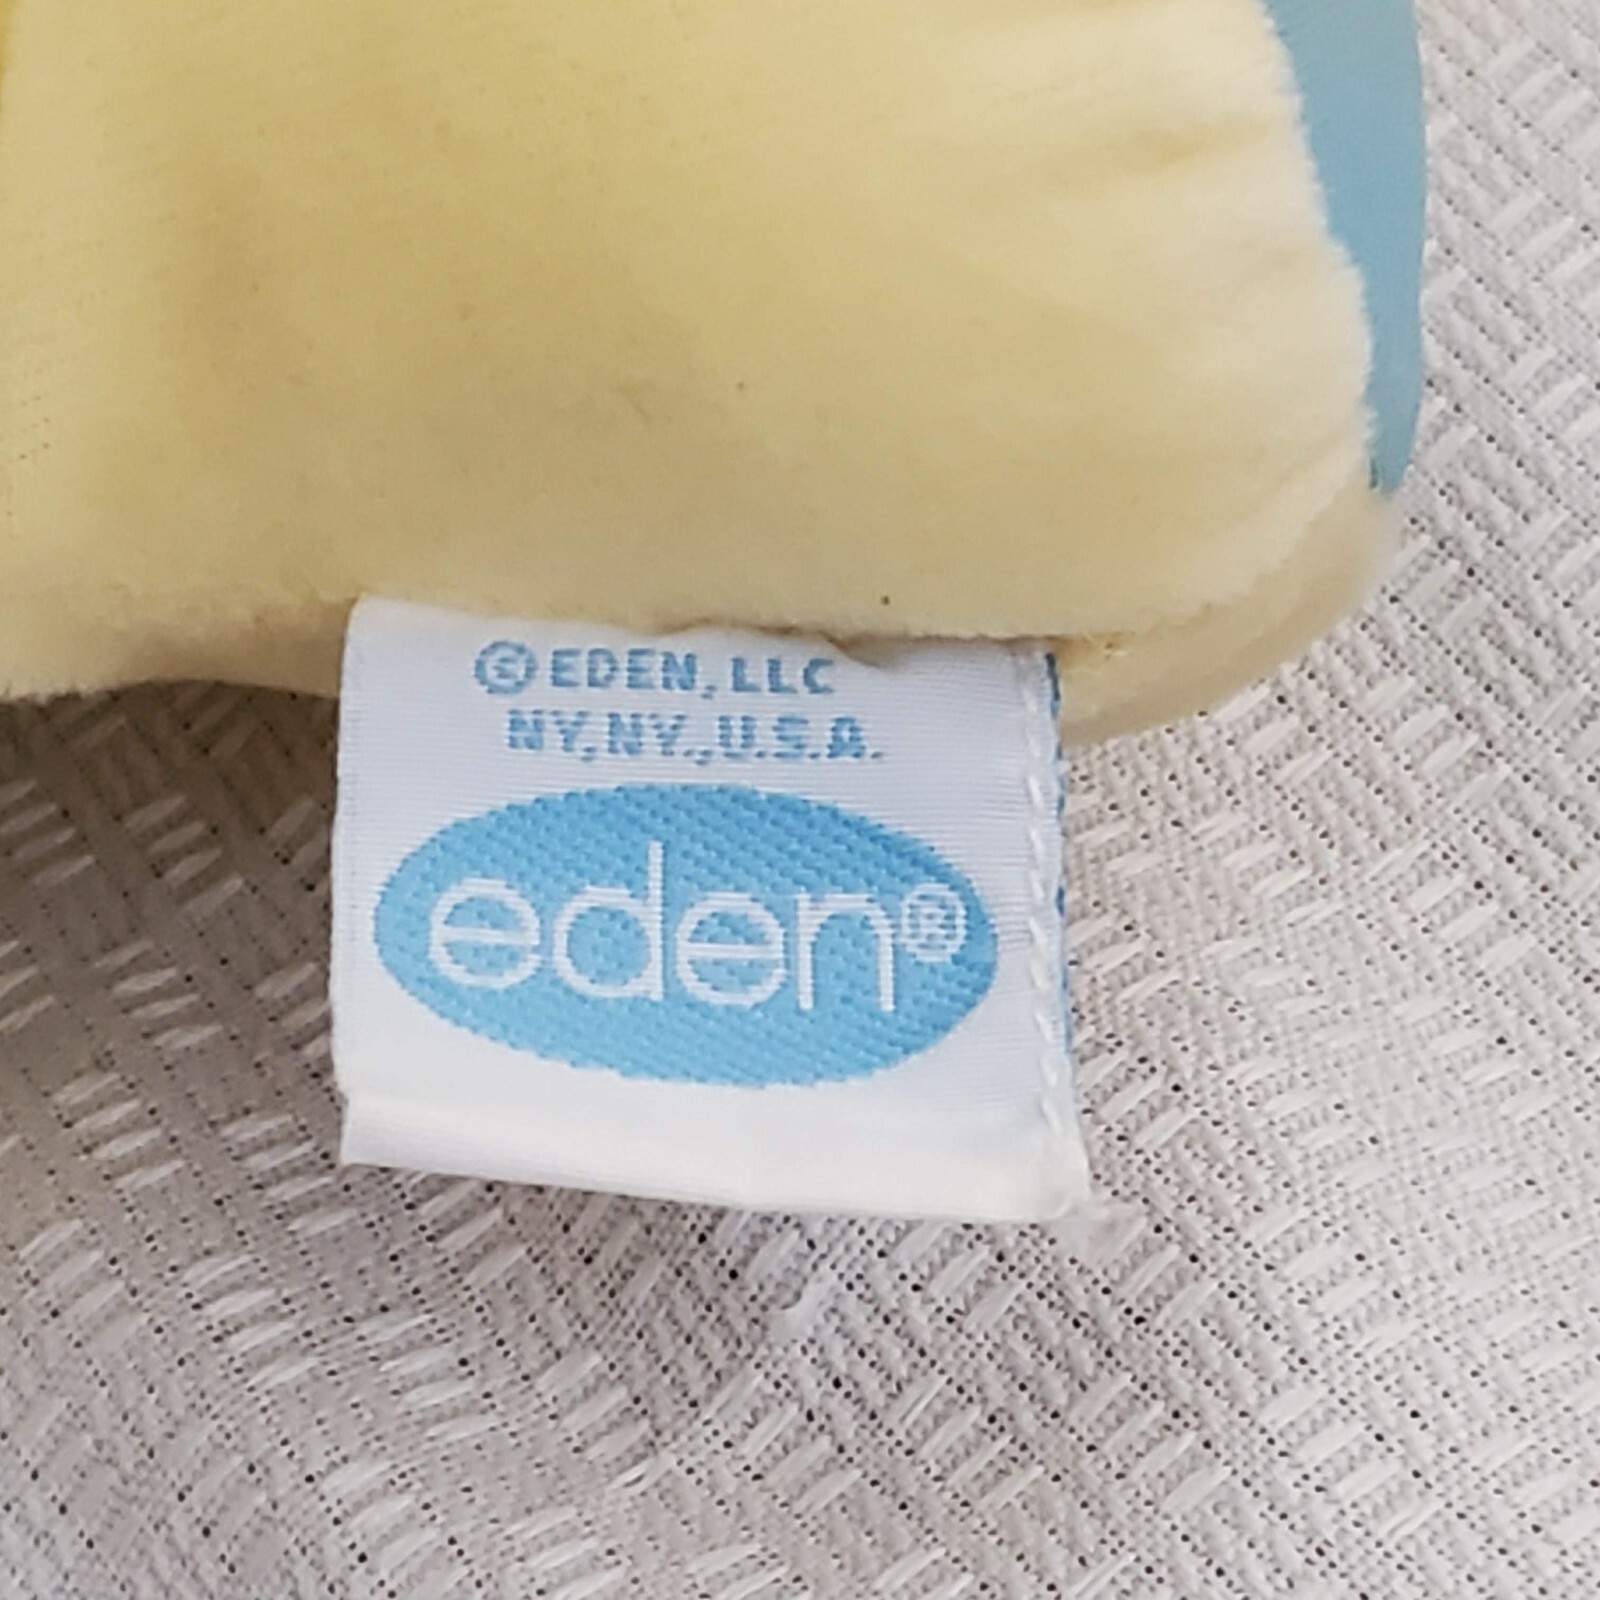 © EDEN, LLC
NY, NY., U.S.A.
eden®